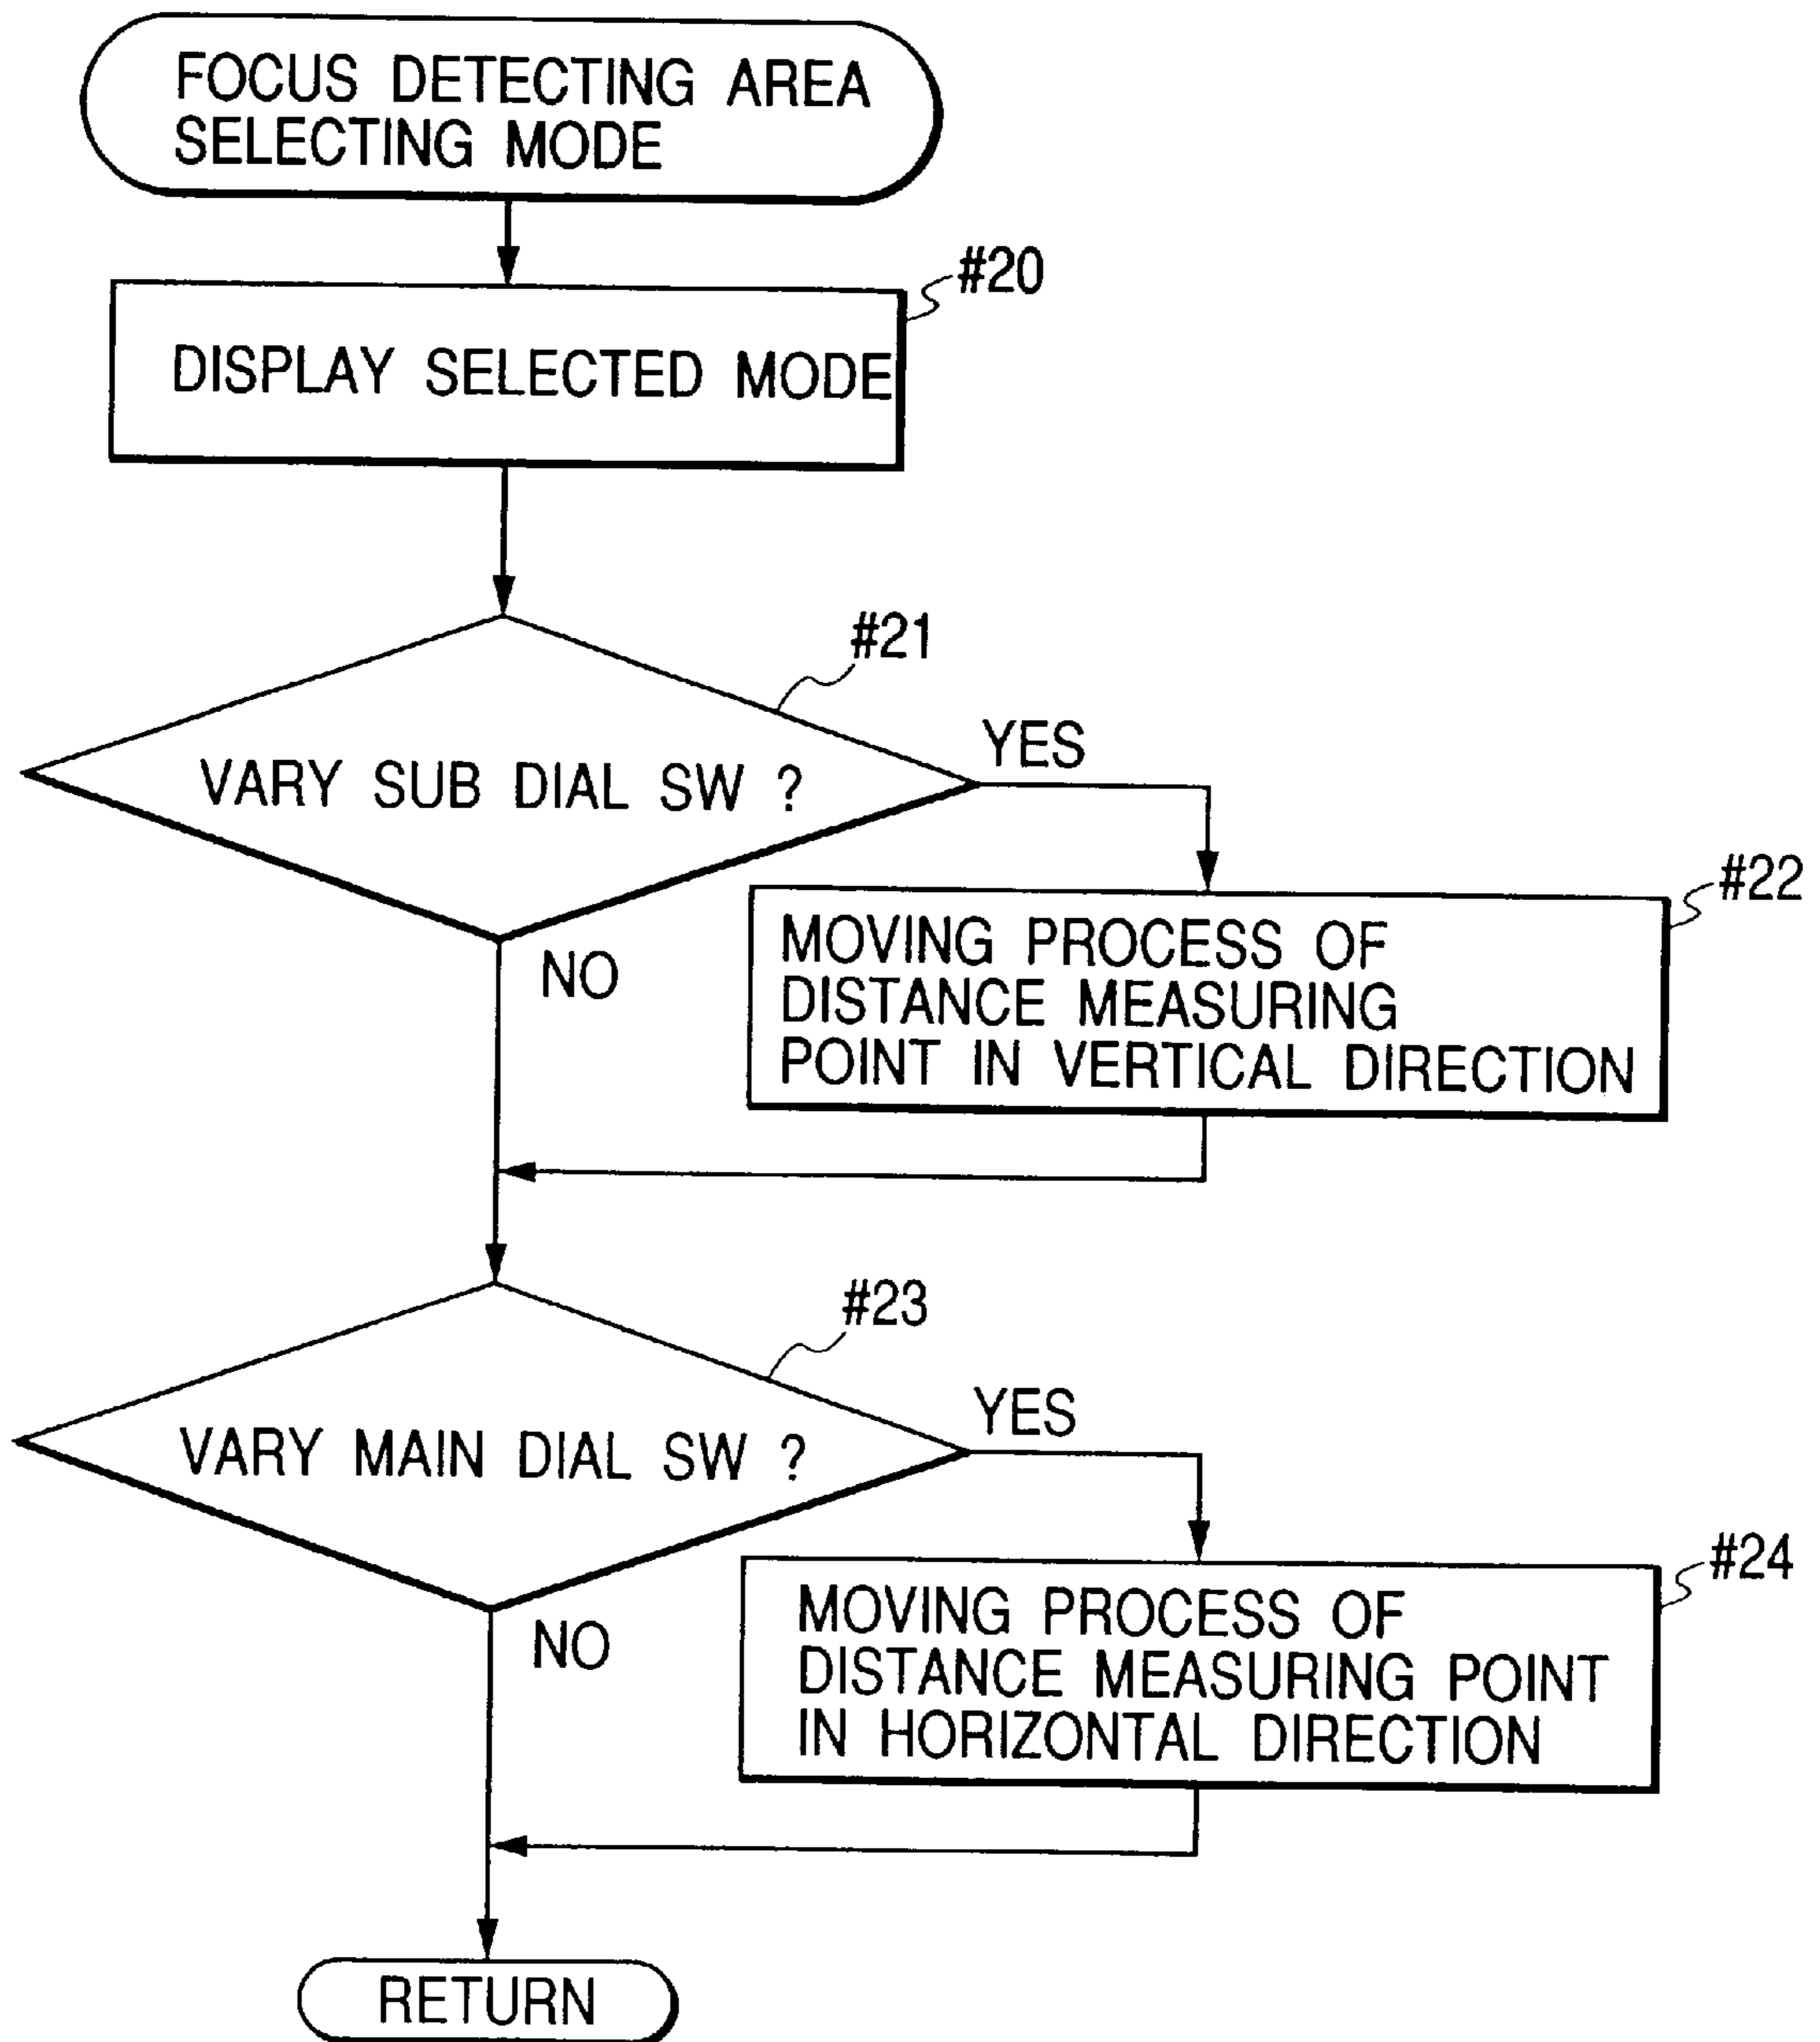 FOCUS DETECTING AREA
SELECTING MODE
#20
DISPLAY SELECTED MODE
#21
VARY SUB DIAL SW ?
YES
NO
#22
MOVING PROCESS OF
DISTANCE MEASURING
POINT IN VERTICAL DIRECTION
#23
VARY MAIN DIAL SW ?
YES
NO
#24
MOVING PROCESS OF
DISTANCE MEASURING POINT
IN HORIZONTAL DIRECTION
RETURN